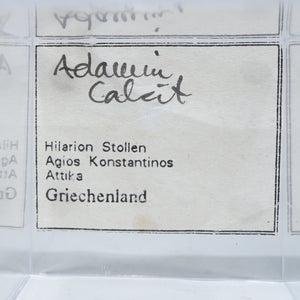 Adamin
Calcit
Hilarion Stollen
Agios Konstantinos
Attika
Griechenland